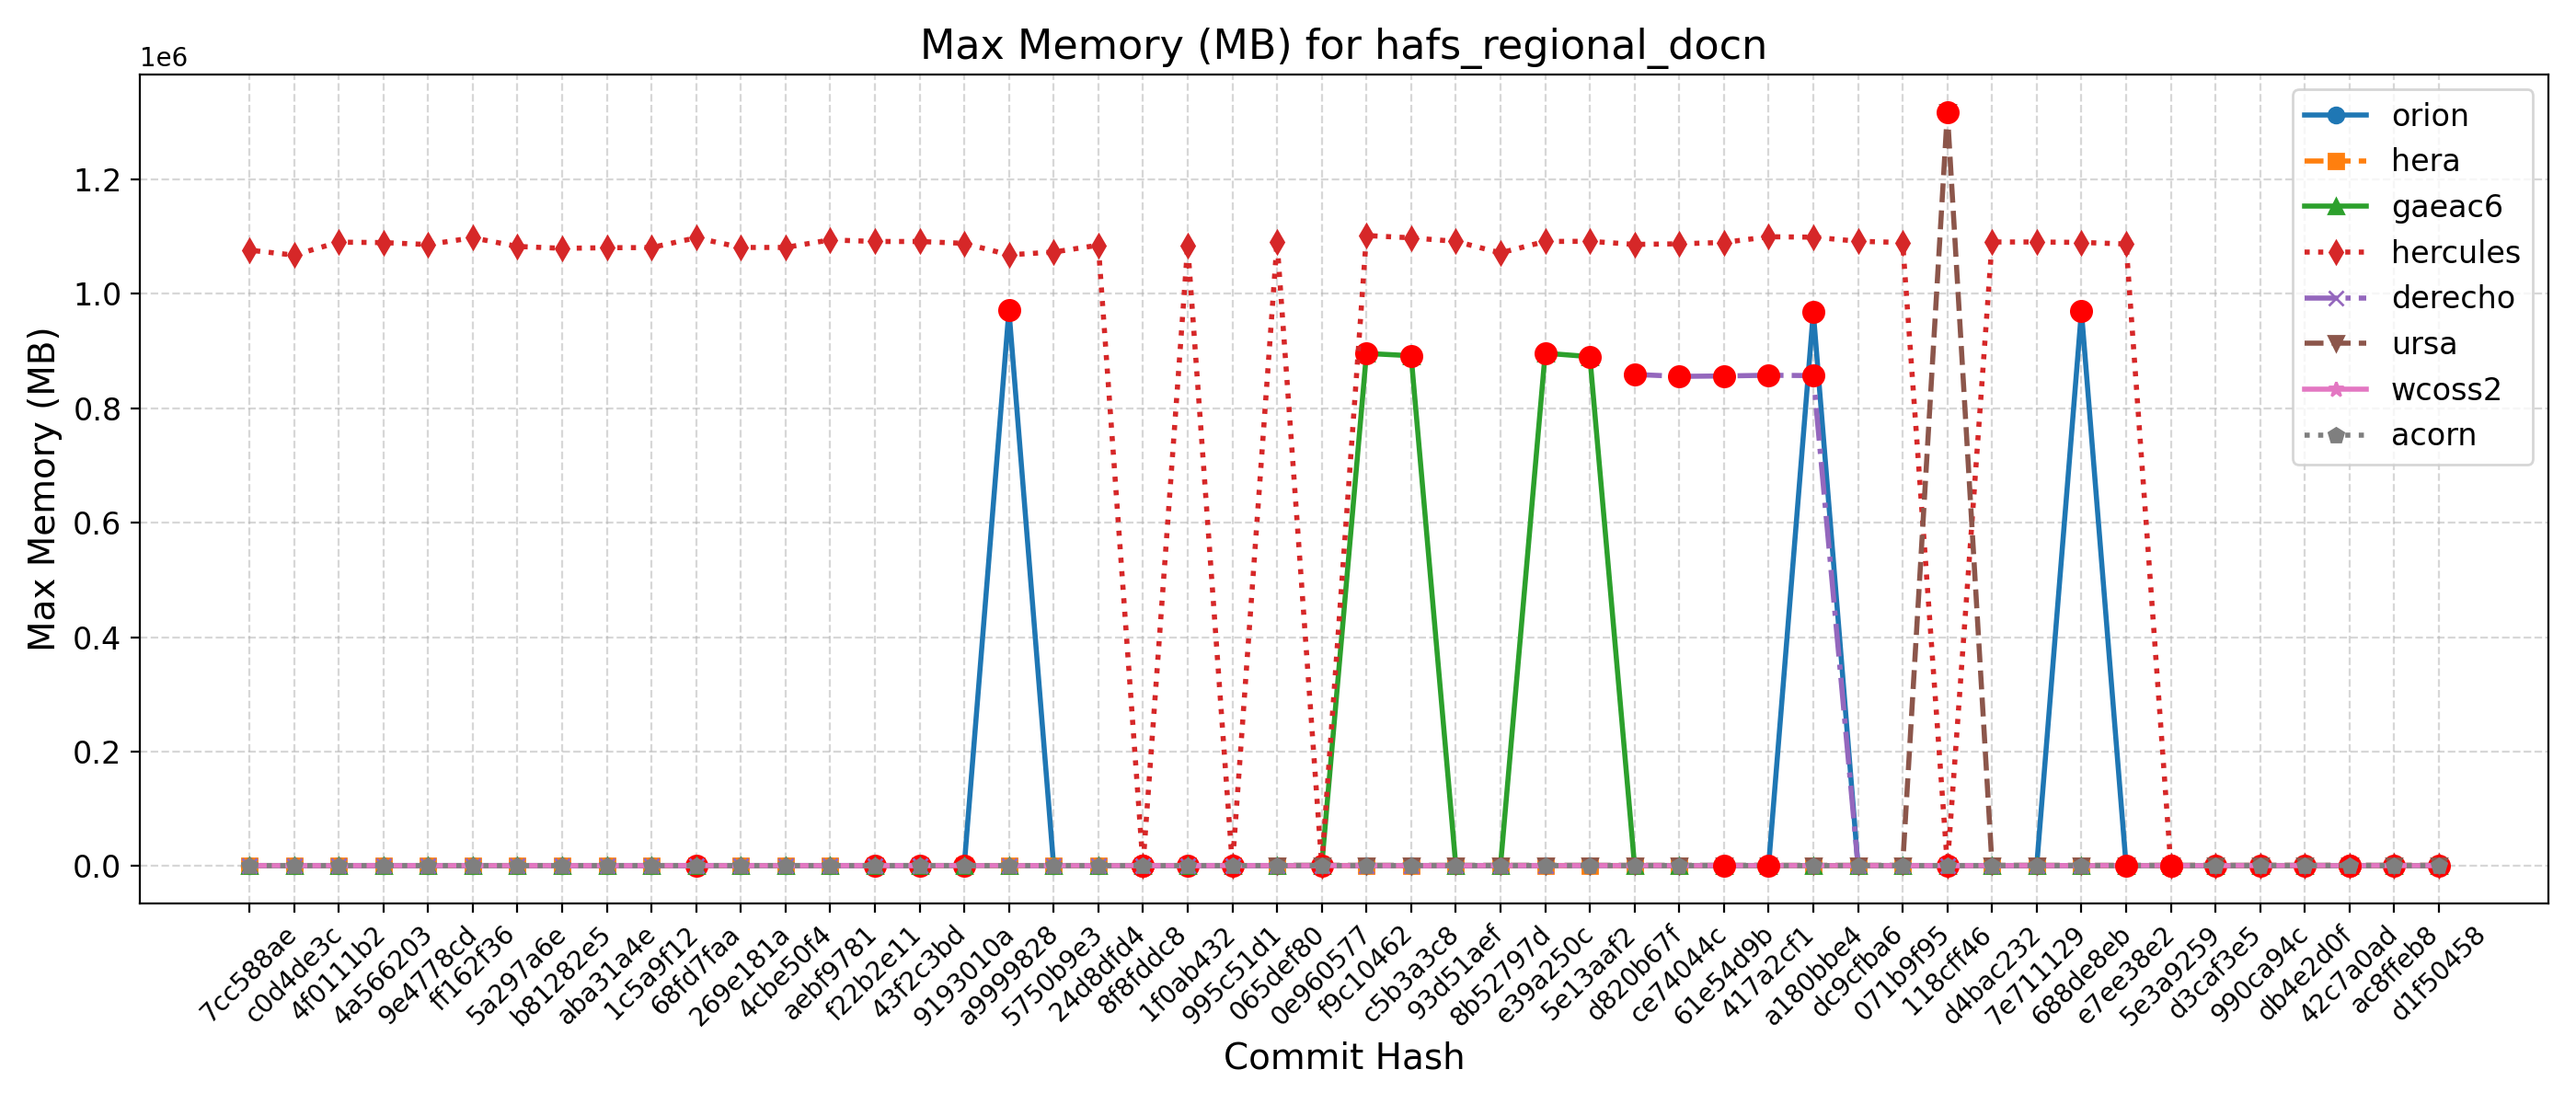 Max Memory (MB) for hafs_regional_docn
1e6
1.2
1.0
0.8
0.6
0.4
0.2
0.0
Max Memory (MB)
orion
hera
gaeac6
hercules
derecho
ursa
wcoss2
acorn
7cc588ae
c0d4de3c
4f0111b2
4a566203
9e4778cd
ff162f36
5a297a6e
b81282e5
aba31a4e
1c5a9f12
68fd7faa
269e181a
4cbe50f4
aebf9781
f22b2e11
43f2c3bd
9193010a
a9999828
5750b9e3
24d8dfd4
8f8fddc8
1f0ab432
995c51d1
065def80
0e960577
f9c10462
c5b3a3c8
93d51aef
8b52797d
e39a250c
5e13aaf2
d820b67f
ce74044c
61e54d9b
417a2cf1
a180bbe4
dc9cfba6
071b9f95
118cff46
d4bac232
7e711129
688de8eb
e7ee38e2
5e3a9259
d3caf3e5
990ca94c
db4e2d0f
42c7a0ad
ac8ffeb8
d1f50458
Commit Hash